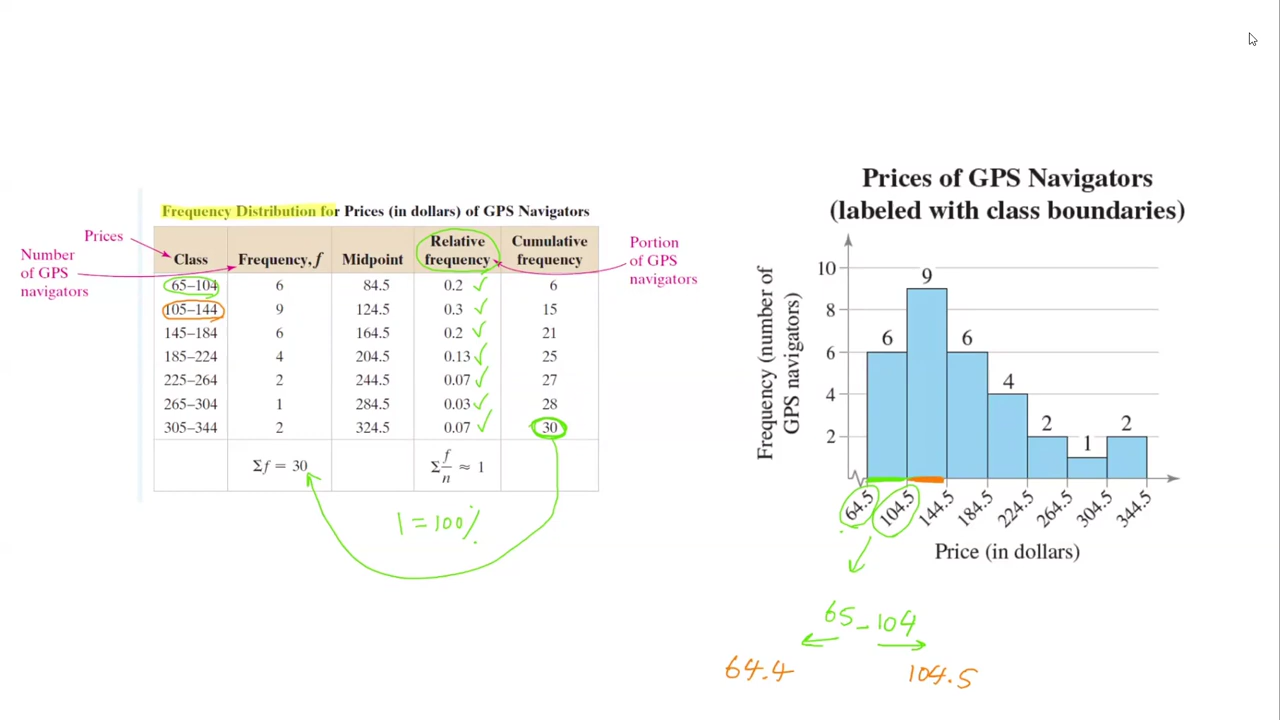 Frequency Distribution for Prices (in dollars) of GPS Navigators
Prices
Number
of GPS
navigators
Class Frequency, f Midpoint Relative frequency Cumulative frequency
Portion
of GPS
navigators
65–104 6 84.5 0.2 6
105–144 9 124.5 0.3 15
145–184 6 164.5 0.2 21
185–224 4 204.5 0.13 25
225–264 2 244.5 0.07 27
265–304 1 284.5 0.03 28
305–344 2 324.5 0.07 30
Σf = 30 Σ f/n ≈ 1
1 = 100%
Prices of GPS Navigators
(labeled with class boundaries)
Frequency (number of
GPS navigators)
10
8
6
4
2
6 9 6 4 2 1 2
64.5 104.5 144.5 184.5 224.5 264.5 304.5 344.5
Price (in dollars)
65 – 104
64.4 104.5